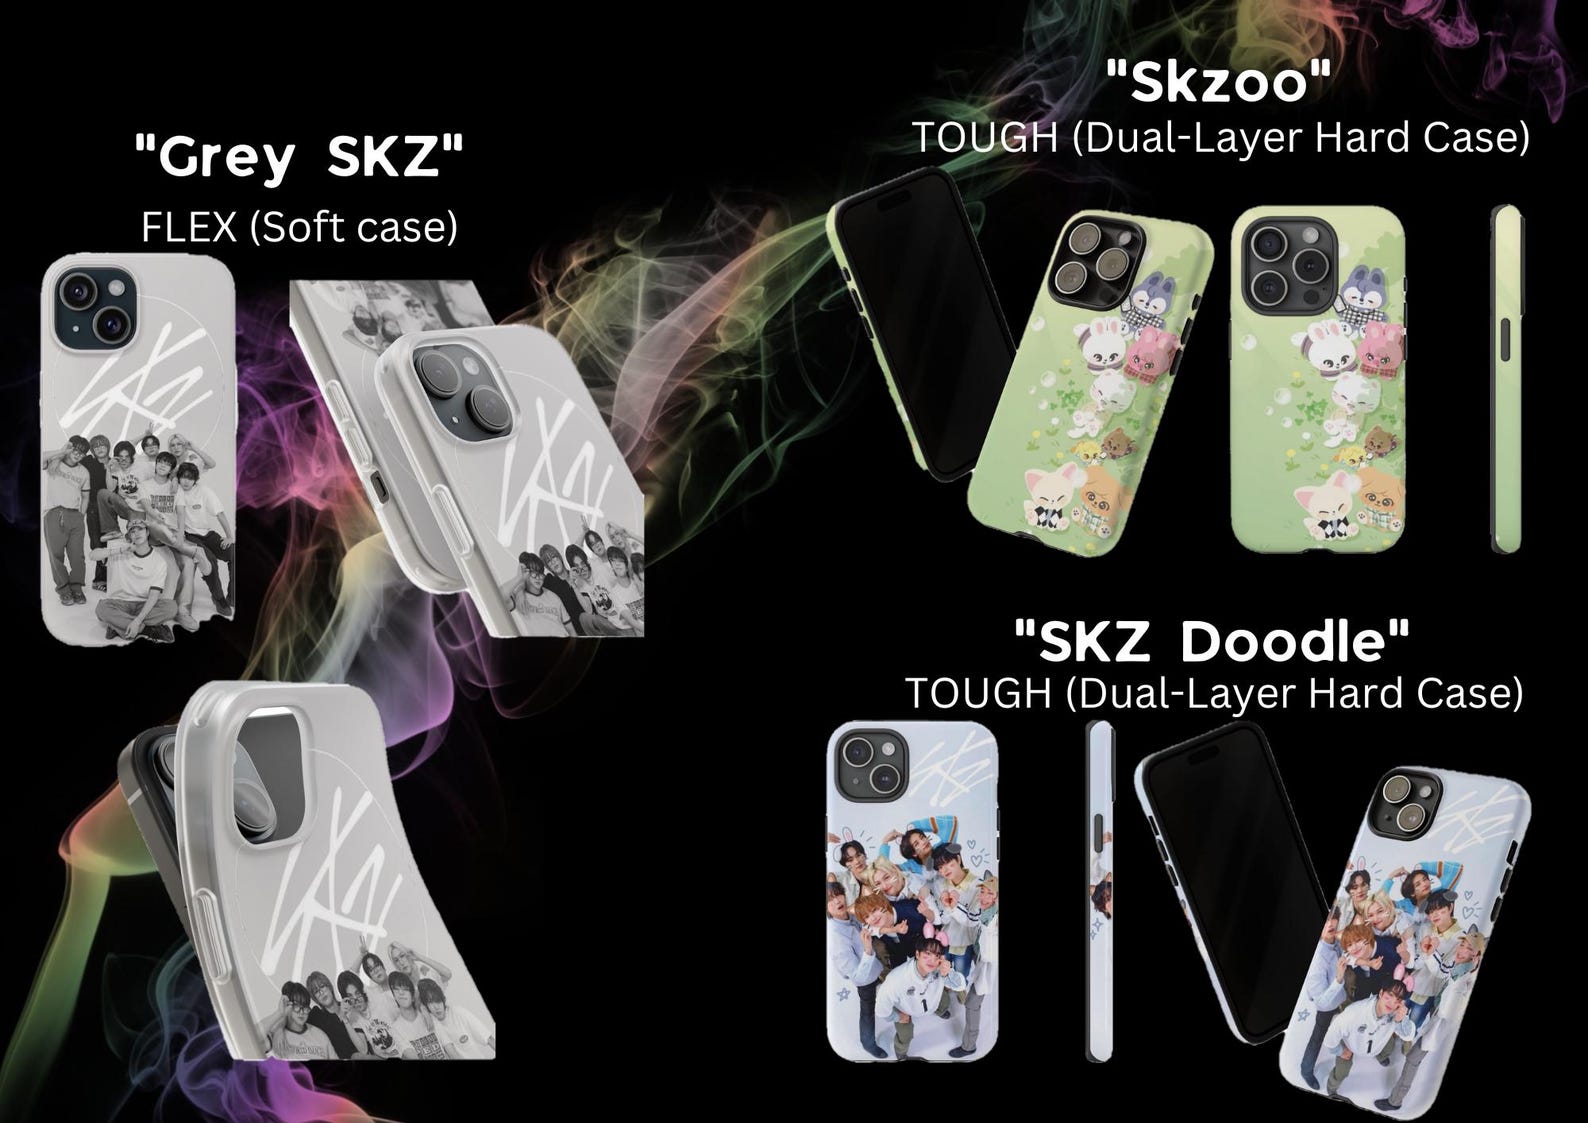 "Grey SKZ"
FLEX (Soft case)
"Skzoo"
TOUGH (Dual-Layer Hard Case)
"SKZ Doodle"
TOUGH (Dual-Layer Hard Case)